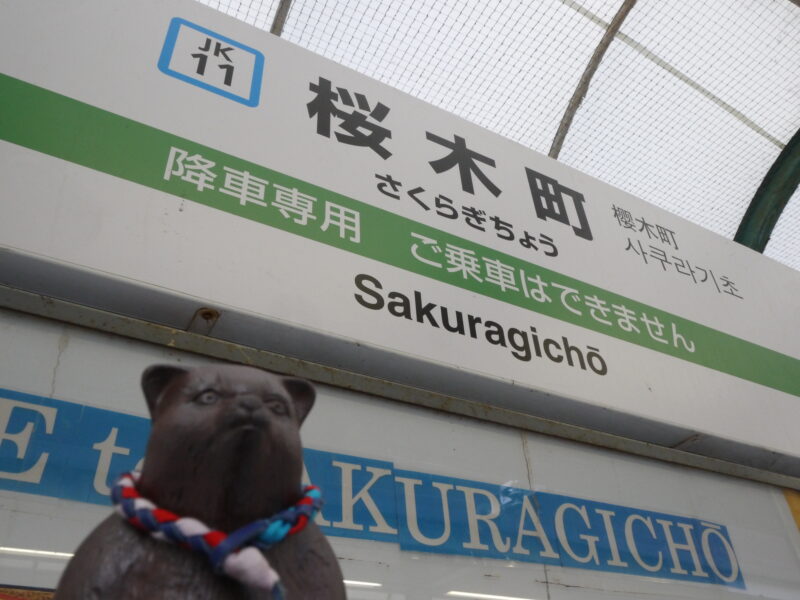 JK
11
桜木町
さくらぎちょう
櫻木町
사쿠라기초
降車専用 ご乗車はできません
Sakuragichō
E to AKURAGICHŌ